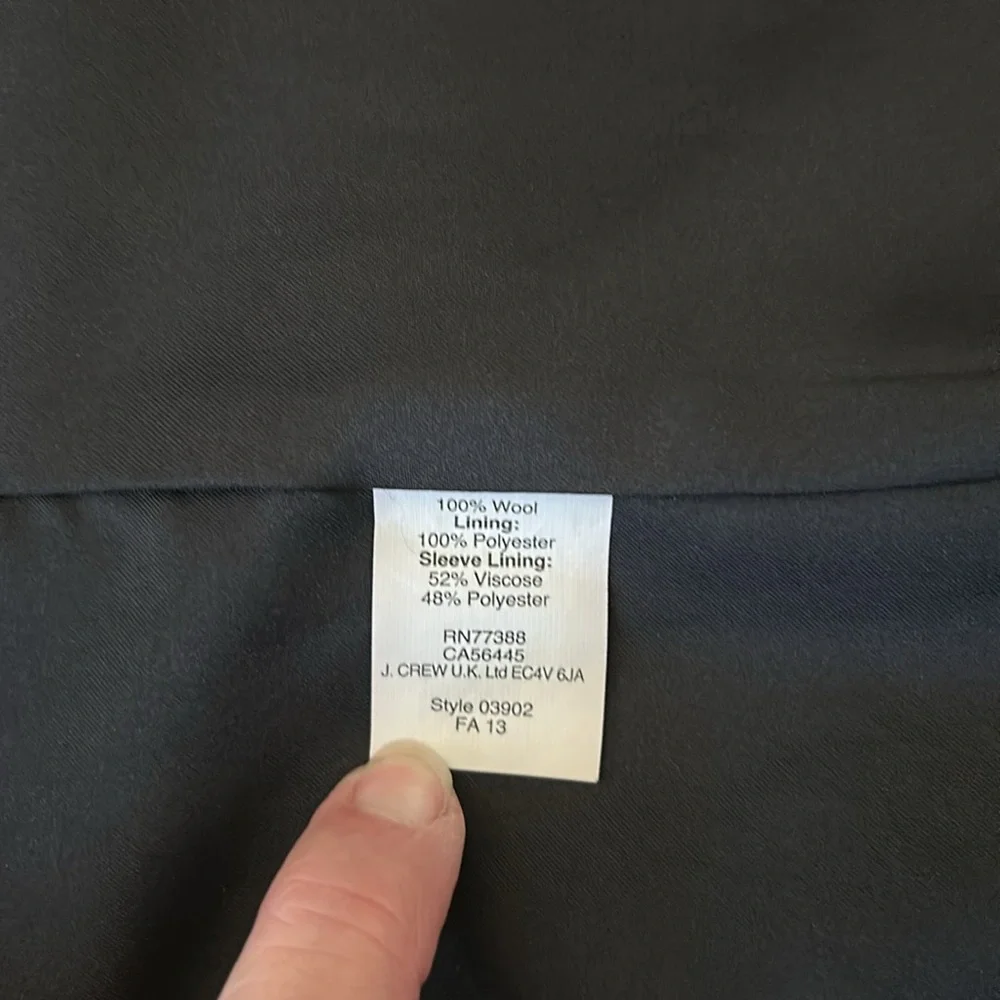 100% Wool
Lining:
100% Polyester
Sleeve Lining:
52% Viscose
48% Polyester
RN77388
CA56445
J. CREW U.K. Ltd EC4V 6JA
Style 03902
FA 13